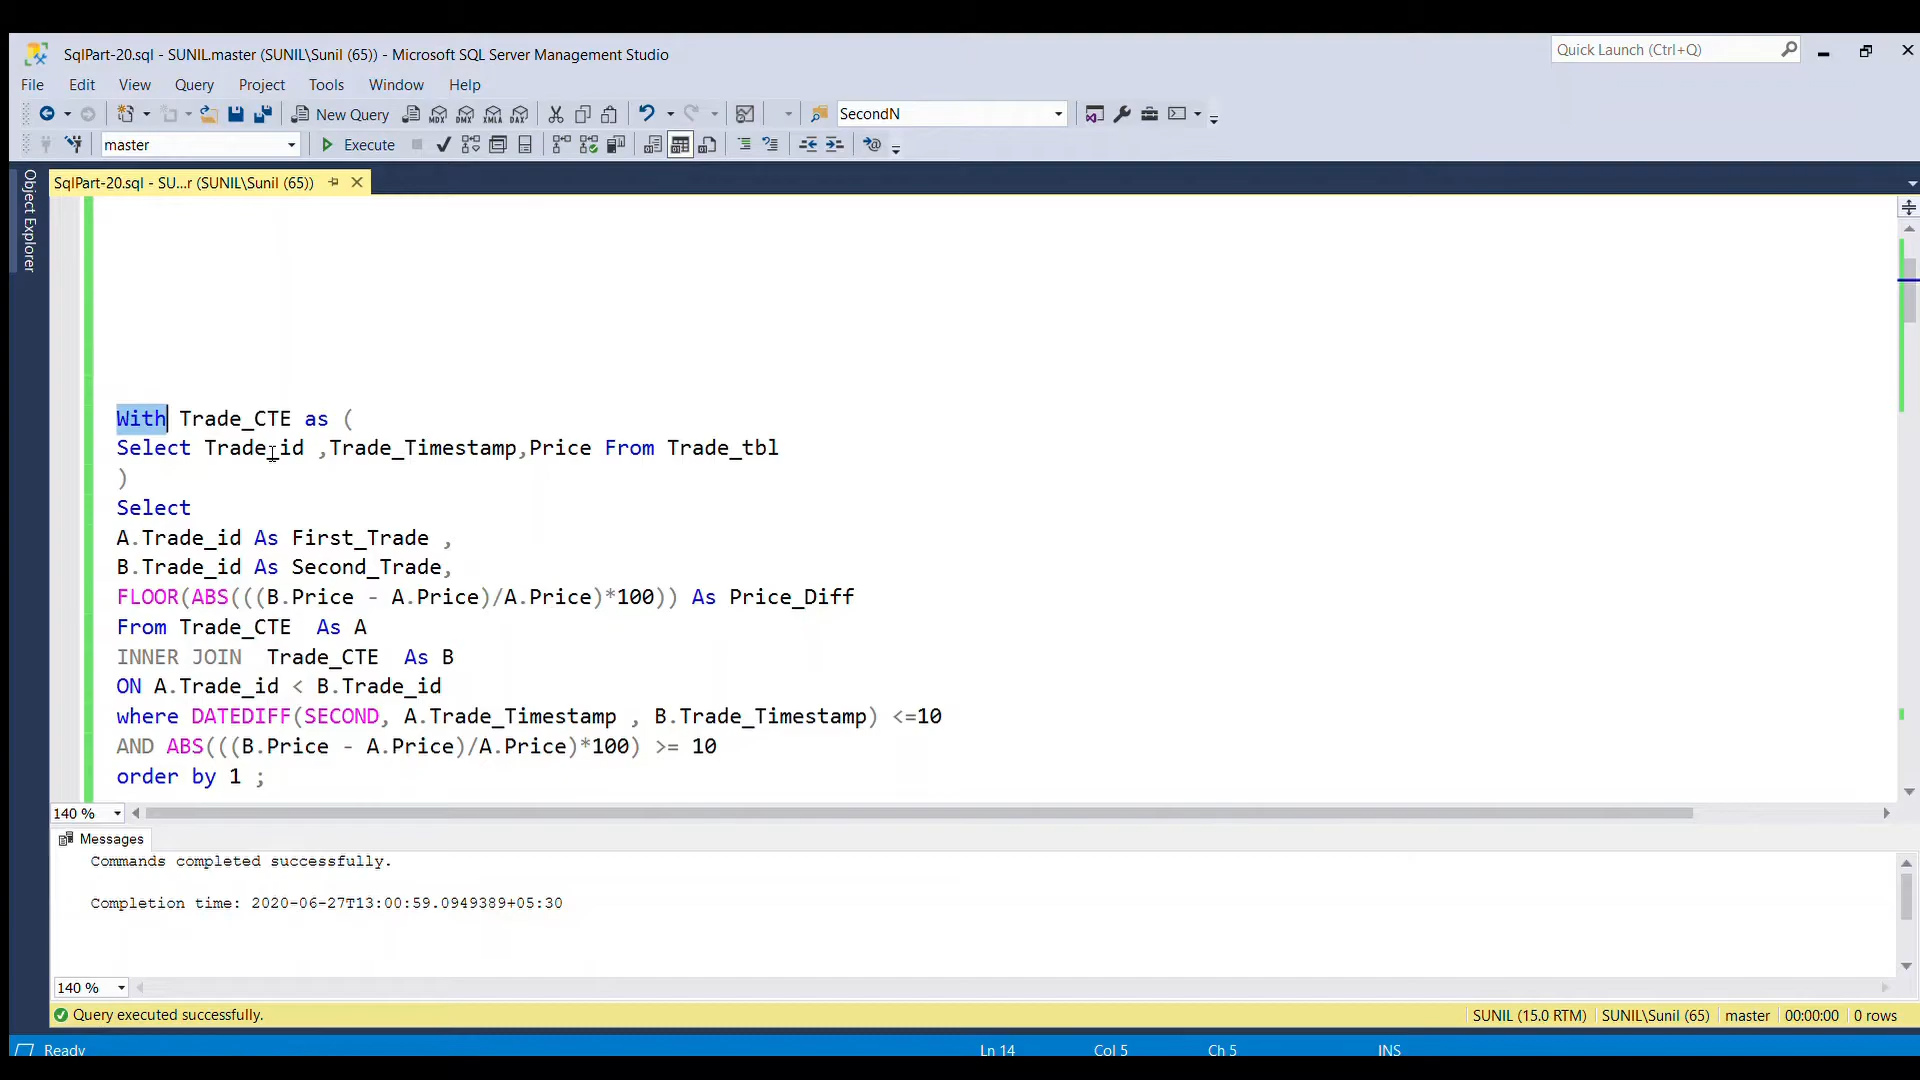 SqlPart-20.sql - SUNIL.master (SUNIL\Sunil (65)) - Microsoft SQL Server Management Studio
Quick Launch (Ctrl+Q)
File Edit View Query Project Tools Window Help
New Query
SecondN
master
Execute
SqlPart-20.sql - SU...r (SUNIL\Sunil (65))
Object Explorer
With Trade_CTE as (
Select Trade_id ,Trade_Timestamp,Price From Trade_tbl
)
Select
A.Trade_id As First_Trade ,
B.Trade_id As Second_Trade,
FLOOR(ABS(((B.Price - A.Price)/A.Price)*100)) As Price_Diff
From Trade_CTE  As A
INNER JOIN  Trade_CTE  As B
ON A.Trade_id < B.Trade_id
where DATEDIFF(SECOND, A.Trade_Timestamp , B.Trade_Timestamp) <=10
AND ABS(((B.Price - A.Price)/A.Price)*100) >= 10
order by 1 ;
140 %
Messages
Commands completed successfully.
Completion time: 2020-06-27T13:00:59.0949389+05:30
140 %
Query executed successfully.
SUNIL (15.0 RTM) SUNIL\Sunil (65) master 00:00:00 0 rows
Ready Ln 14 Col 5 Ch 5 INS